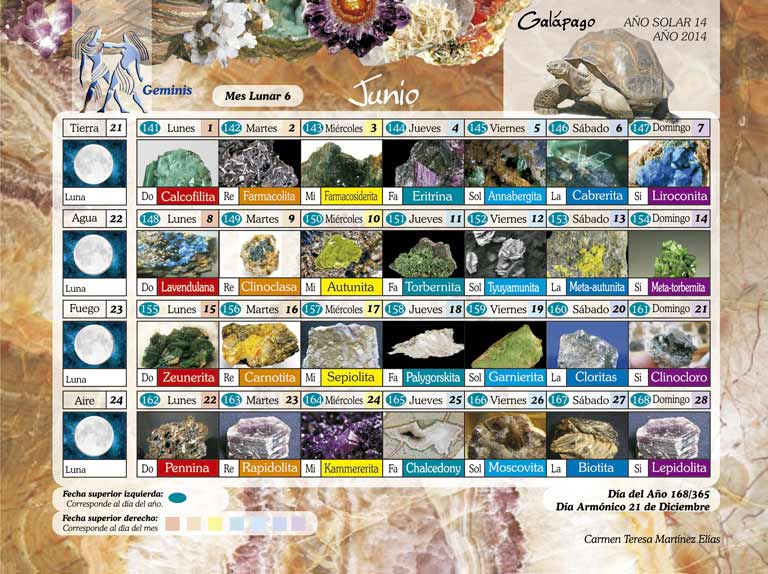 Galápago
AÑO SOLAR 14
AÑO 2014
Geminis
Mes Lunar 6
Junio
Tierra 21
141 Lunes 1 142 Martes 2 143 Miércoles 3 144 Jueves 4 145 Viernes 5 146 Sábado 6 147 Domingo 7
Luna
Do Calcofilita Re Farmacolita Mi Farmacosiderita Fa Eritrina Sol Annabergita La Cabrerita Si Liroconita
Agua 22
148 Lunes 8 149 Martes 9 150 Miércoles 10 151 Jueves 11 152 Viernes 12 153 Sábado 13 154 Domingo 14
Luna
Do Lavendulana Re Clinoclasa Mi Autunita Fa Torbernita Sol Tyuyamunita La Meta-autunita Si Meta-torbernita
Fuego 23
155 Lunes 15 156 Martes 16 157 Miércoles 17 158 Jueves 18 159 Viernes 19 160 Sábado 20 161 Domingo 21
Luna
Do Zeunerita Re Carnotita Mi Sepiolita Fa Palygorskita Sol Garnierita La Cloritas Si Clinocloro
Aire 24
162 Lunes 22 163 Martes 23 164 Miércoles 24 165 Jueves 25 166 Viernes 26 167 Sábado 27 168 Domingo 28
Luna
Do Pennina Re Rapidolita Mi Kammererita Fa Chalcedony Sol Moscovita La Biotita Si Lepidolita
Fecha superior izquierda:
Corresponde al día del año.
Fecha superior derecho:
Corresponde al día del mes
Día del Año 168/365
Día Armónico 21 de Diciembre
Carmen Teresa Martínez Elías